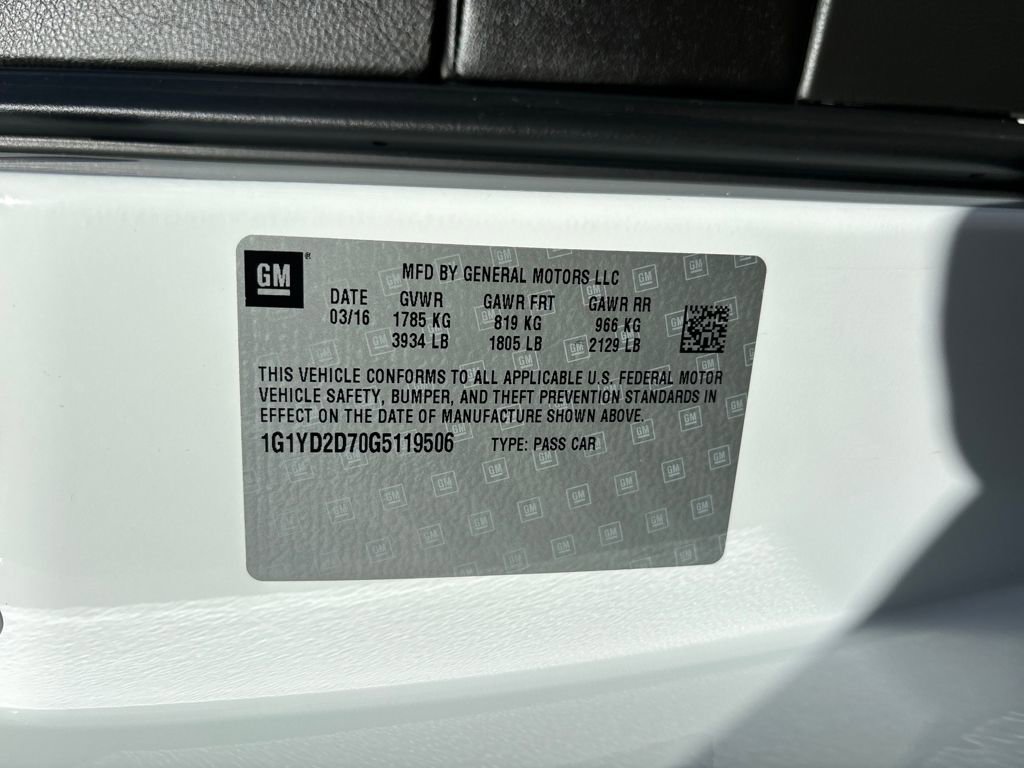 GM ®
MFD BY GENERAL MOTORS LLC
DATE GVWR GAWR FRT GAWR RR
03/16 1785 KG 819 KG 966 KG
3934 LB 1805 LB 2129 LB
THIS VEHICLE CONFORMS TO ALL APPLICABLE U.S. FEDERAL MOTOR
VEHICLE SAFETY, BUMPER, AND THEFT PREVENTION STANDARDS IN
EFFECT ON THE DATE OF MANUFACTURE SHOWN ABOVE.
1G1YD2D70G5119506 TYPE: PASS CAR